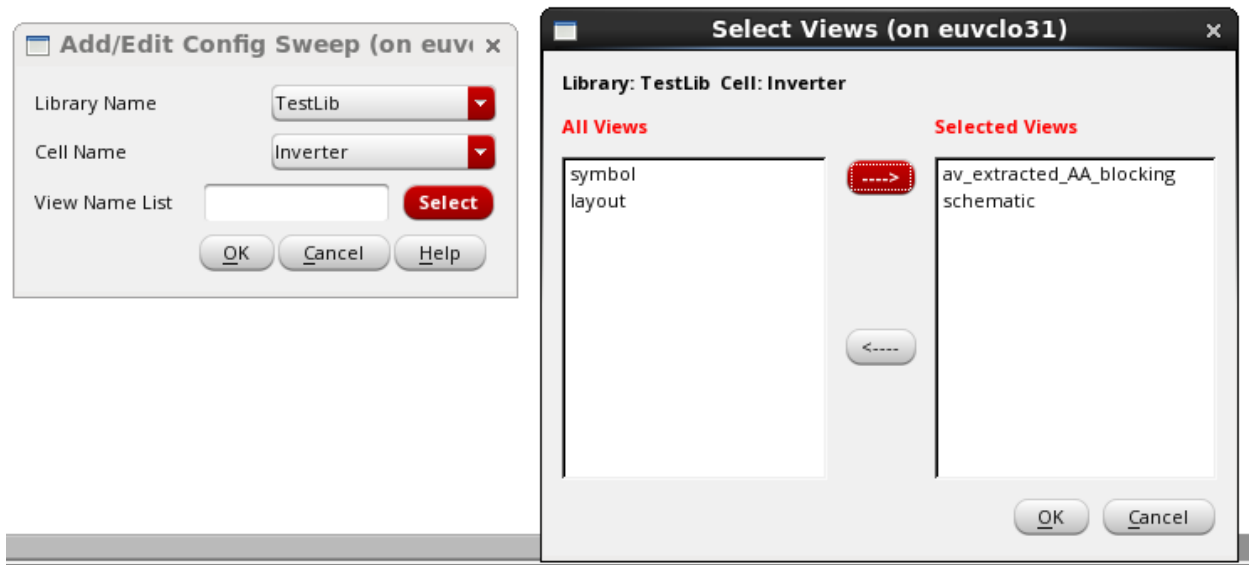 Add/Edit Config Sweep (on euv
Library Name TestLib
Cell Name Inverter
View Name List Select
OK Cancel Help
Select Views (on euvclo31)
Library: TestLib Cell: Inverter
All Views Selected Views
symbol
layout
---->
av_extracted_AA_blocking
schematic
<----
OK Cancel